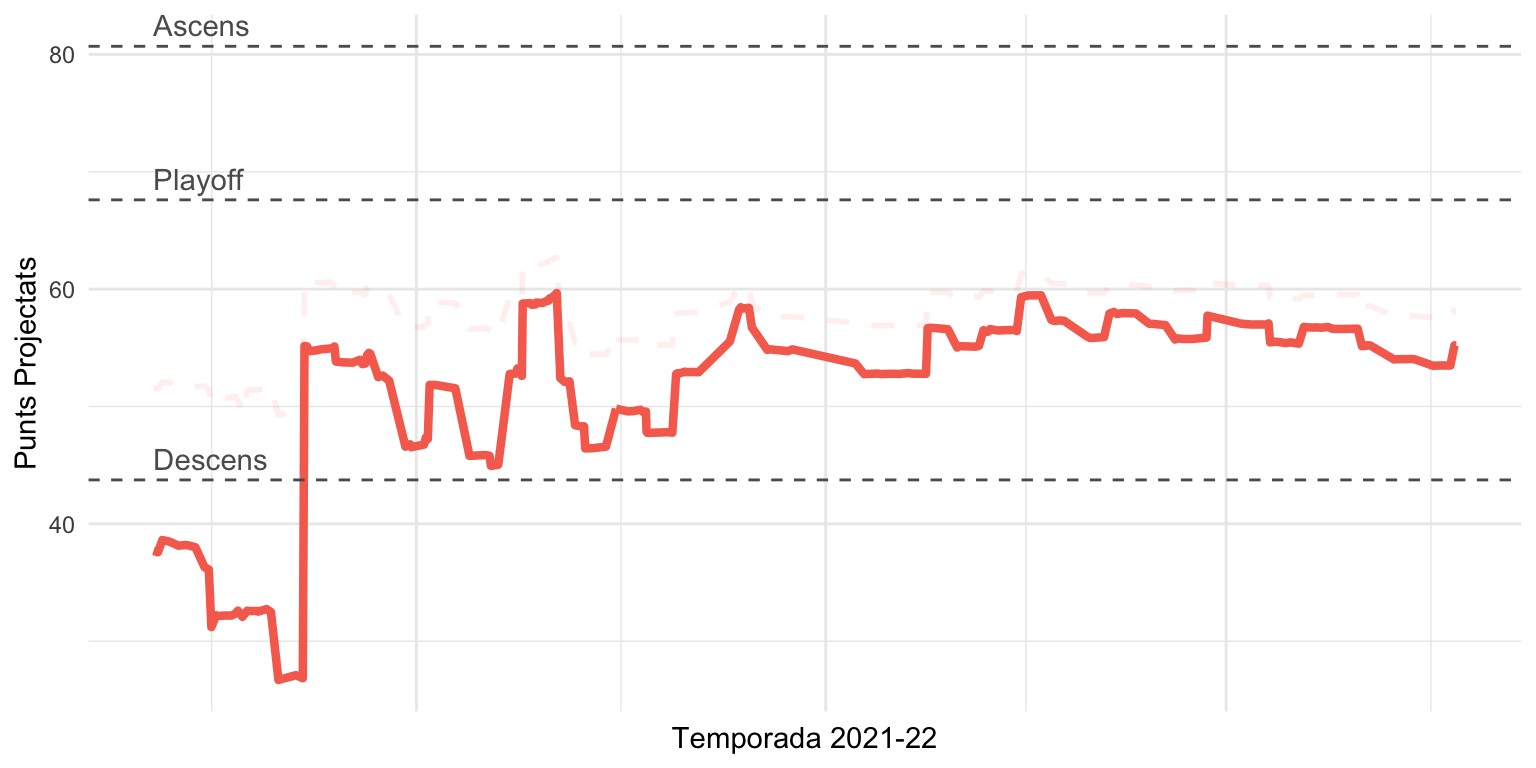 Ascens
80
Playoff
60
Descens
40
Punts Projectats
Temporada 2021-22